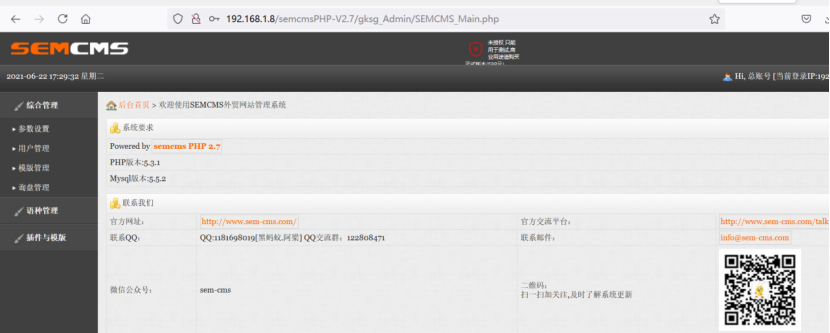 192.168.1.8/semcmsPHP-V2.7/gksg_Admin/SEMCMS_Main.php
SEMCMS
未授权 只能
用于测试,商
业用途请购买
2021-06-22 17:29:32 星期二
Hi, 总账号 [当前登录IP:192
综合管理
参数设置
用户管理
模版管理
询盘管理
语种管理
插件与模版
后台首页 > 欢迎使用SEMCMS外贸网站管理系统
系统要求
Powered by semcms PHP 2.7
PHP版本:5.3.1
Mysql版本:5.5.2
联系我们
官方网址: http://www.sem-cms.com/ 官方交流平台: http://www.sem-cms.com/talk
联系QQ: QQ:1181698019[黑蚂蚁,阿梁] QQ交流群: 122808471 联系邮件: info@sem-cms.com
微信公众号: sem-cms 二维码:
扫一扫加关注,及时了解系统更新